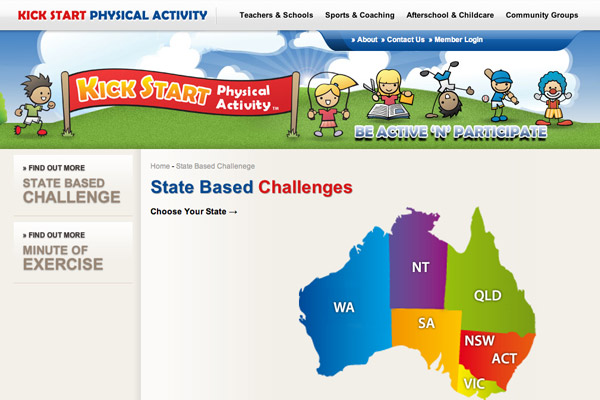 KICK START PHYSICAL ACTIVITY
Teachers & Schools Sports & Coaching Afterschool & Childcare Community Groups
» About » Contact Us » Member Login
KICK START Physical
Activity™
BE ACTIVE 'N' PARTICIPATE
» FIND OUT MORE
STATE BASED
CHALLENGE
» FIND OUT MORE
MINUTE OF
EXERCISE
Home - State Based Challenege
State Based Challenges
Choose Your State →
WA
NT
QLD
SA
NSW
ACT
VIC